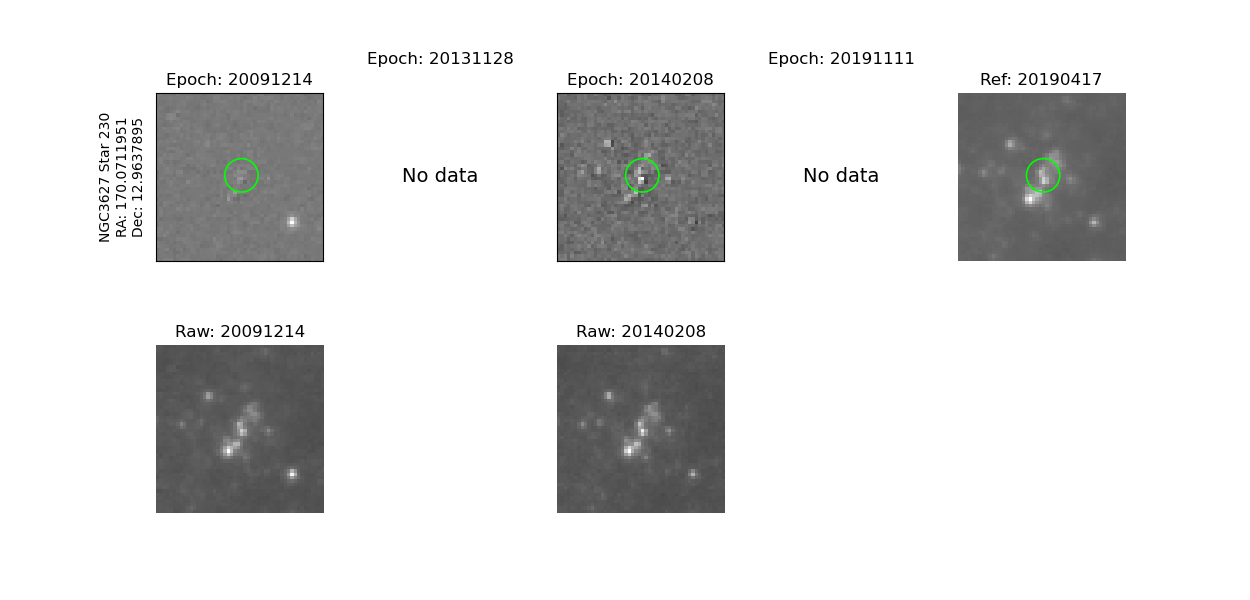 Epoch: 20131128
Epoch: 20191111
Epoch: 20091214
Epoch: 20140208
Ref: 20190417
NGC3627 Star 230
RA: 170.0711951
Dec: 12.9637895
No data
No data
Raw: 20091214
Raw: 20140208